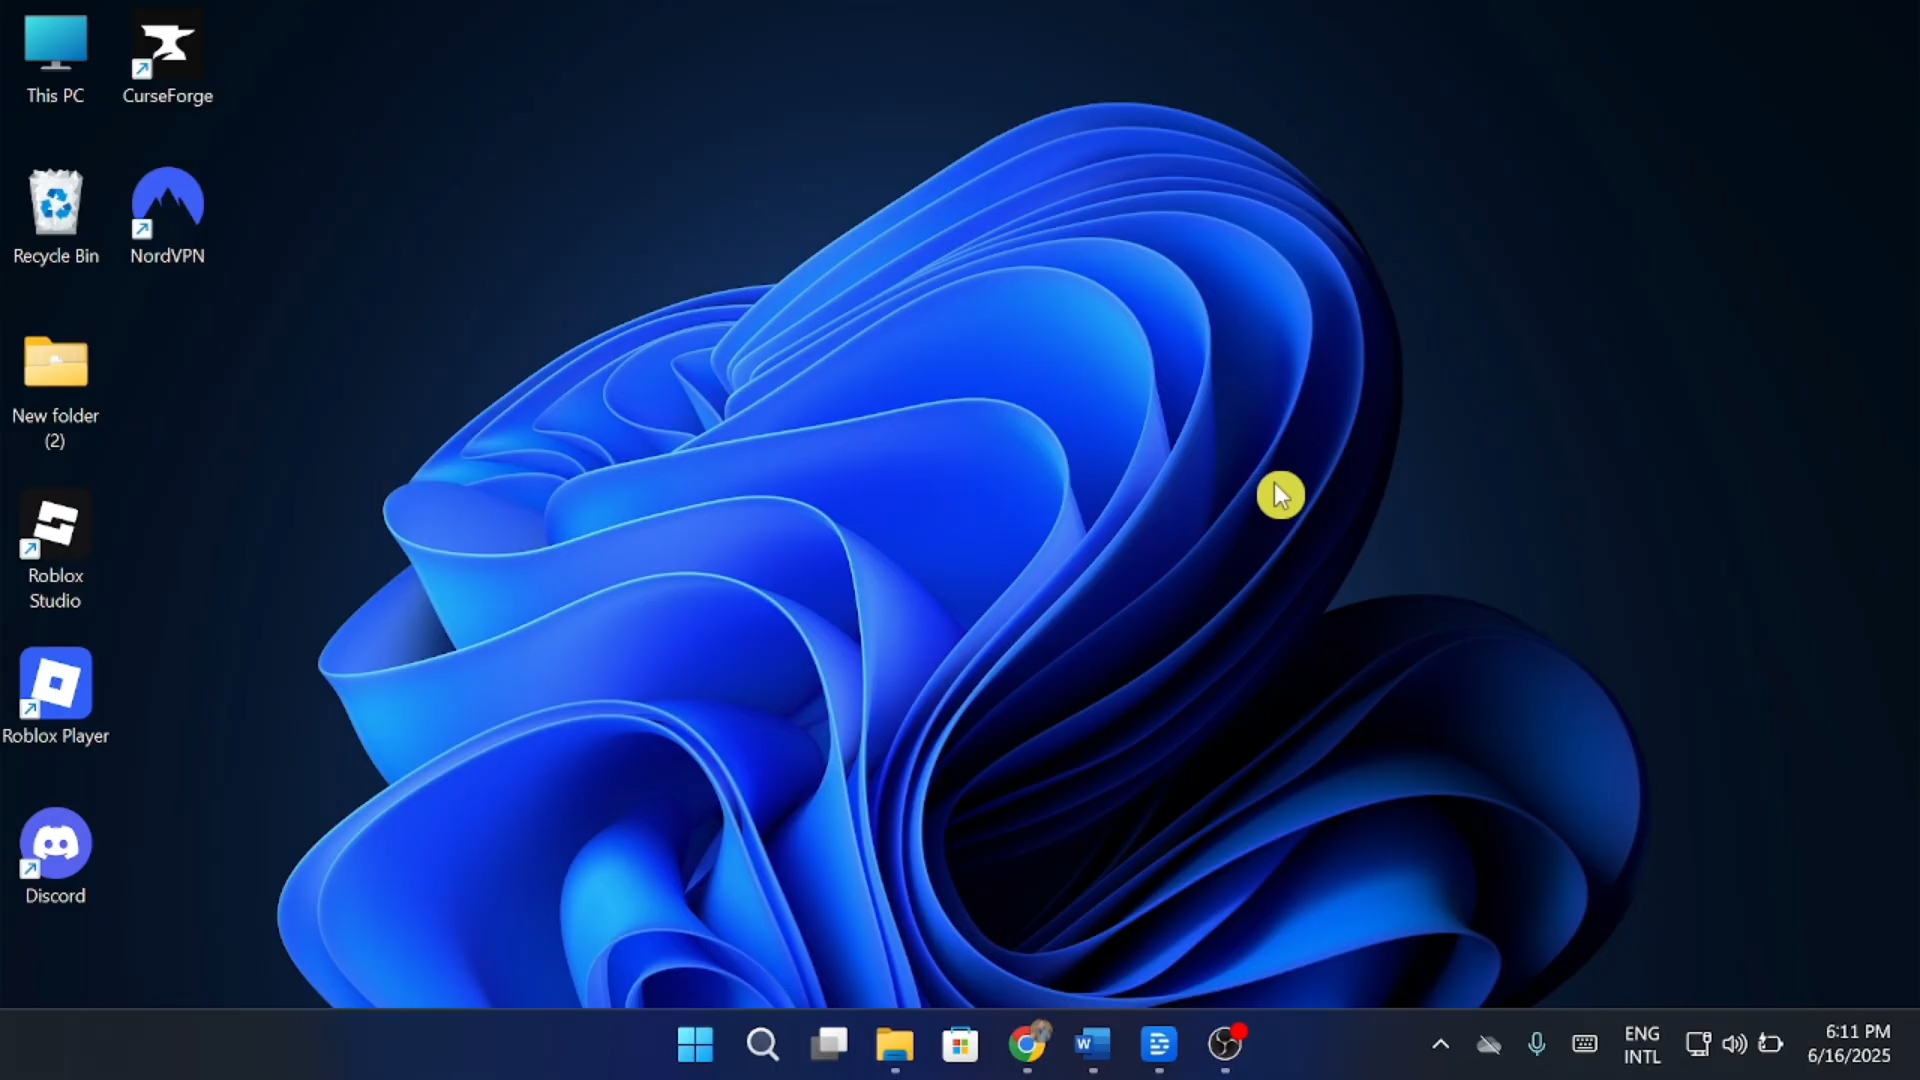 This PC
CurseForge
Recycle Bin
NordVPN
New folder
(2)
Roblox
Studio
Roblox Player
Discord
W
ENG
INTL
6:11 PM
6/16/2025